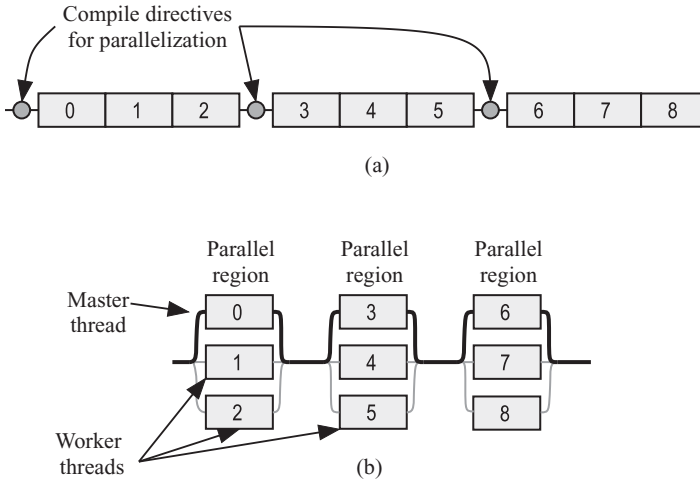 Compile directives
for parallelization
0 1 2 3 4 5 6 7 8
(a)
Parallel Parallel Parallel
region region region
Master
thread
0 3 6
1 4 7
2 5 8
Worker
threads
(b)